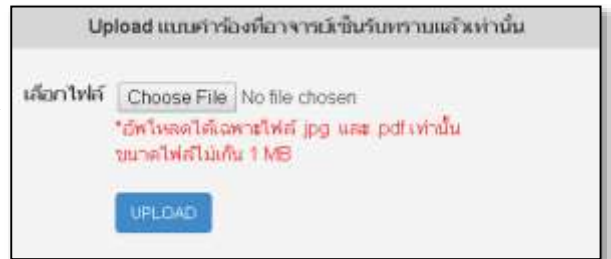 Upload แบบคำร้องที่อาจารย์เซ็นรับทราบแล้วเท่านั้น
เลือกไฟล์ Choose File No file chosen
*อัพโหลดได้เฉพาะไฟล์ jpg และ pdf เท่านั้น
ขนาดไฟล์ไม่เกิน 1 MB
UPLOAD